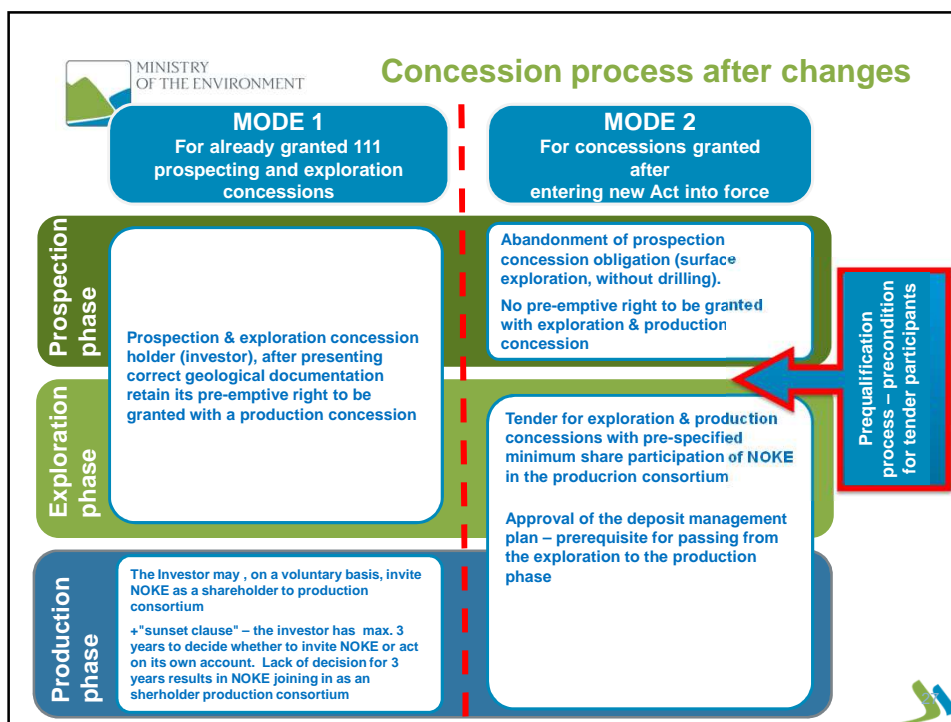 MINISTRY
OF THE ENVIRONMENT
Concession process after changes
MODE 1
For already granted 111
prospecting and exploration
concessions
MODE 2
For concessions granted
after
entering new Act into force
Prospection
phase
Abandonment of prospection
concession obligation (surface
exploration, without drilling).
No pre-emptive right to be granted
with exploration & production
concession
Prospection & exploration concession
holder (investor), after presenting
correct geological documentation
retain its pre-emptive right to be
granted with a production concession
Prequalification
process – precondition
for tender participants
Exploration
phase
Tender for exploration & production
concessions with pre-specified
minimum share participation of NOKE
in the producrion consortium
Approval of the deposit management
plan – prerequisite for passing from
the exploration to the production
phase
Production
phase
The Investor may , on a voluntary basis, invite
NOKE as a shareholder to production
consortium
+"sunset clause" – the investor has max. 3
years to decide whether to invite NOKE or act
on its own account. Lack of decision for 3
years results in NOKE joining in as an
sherholder production consortium